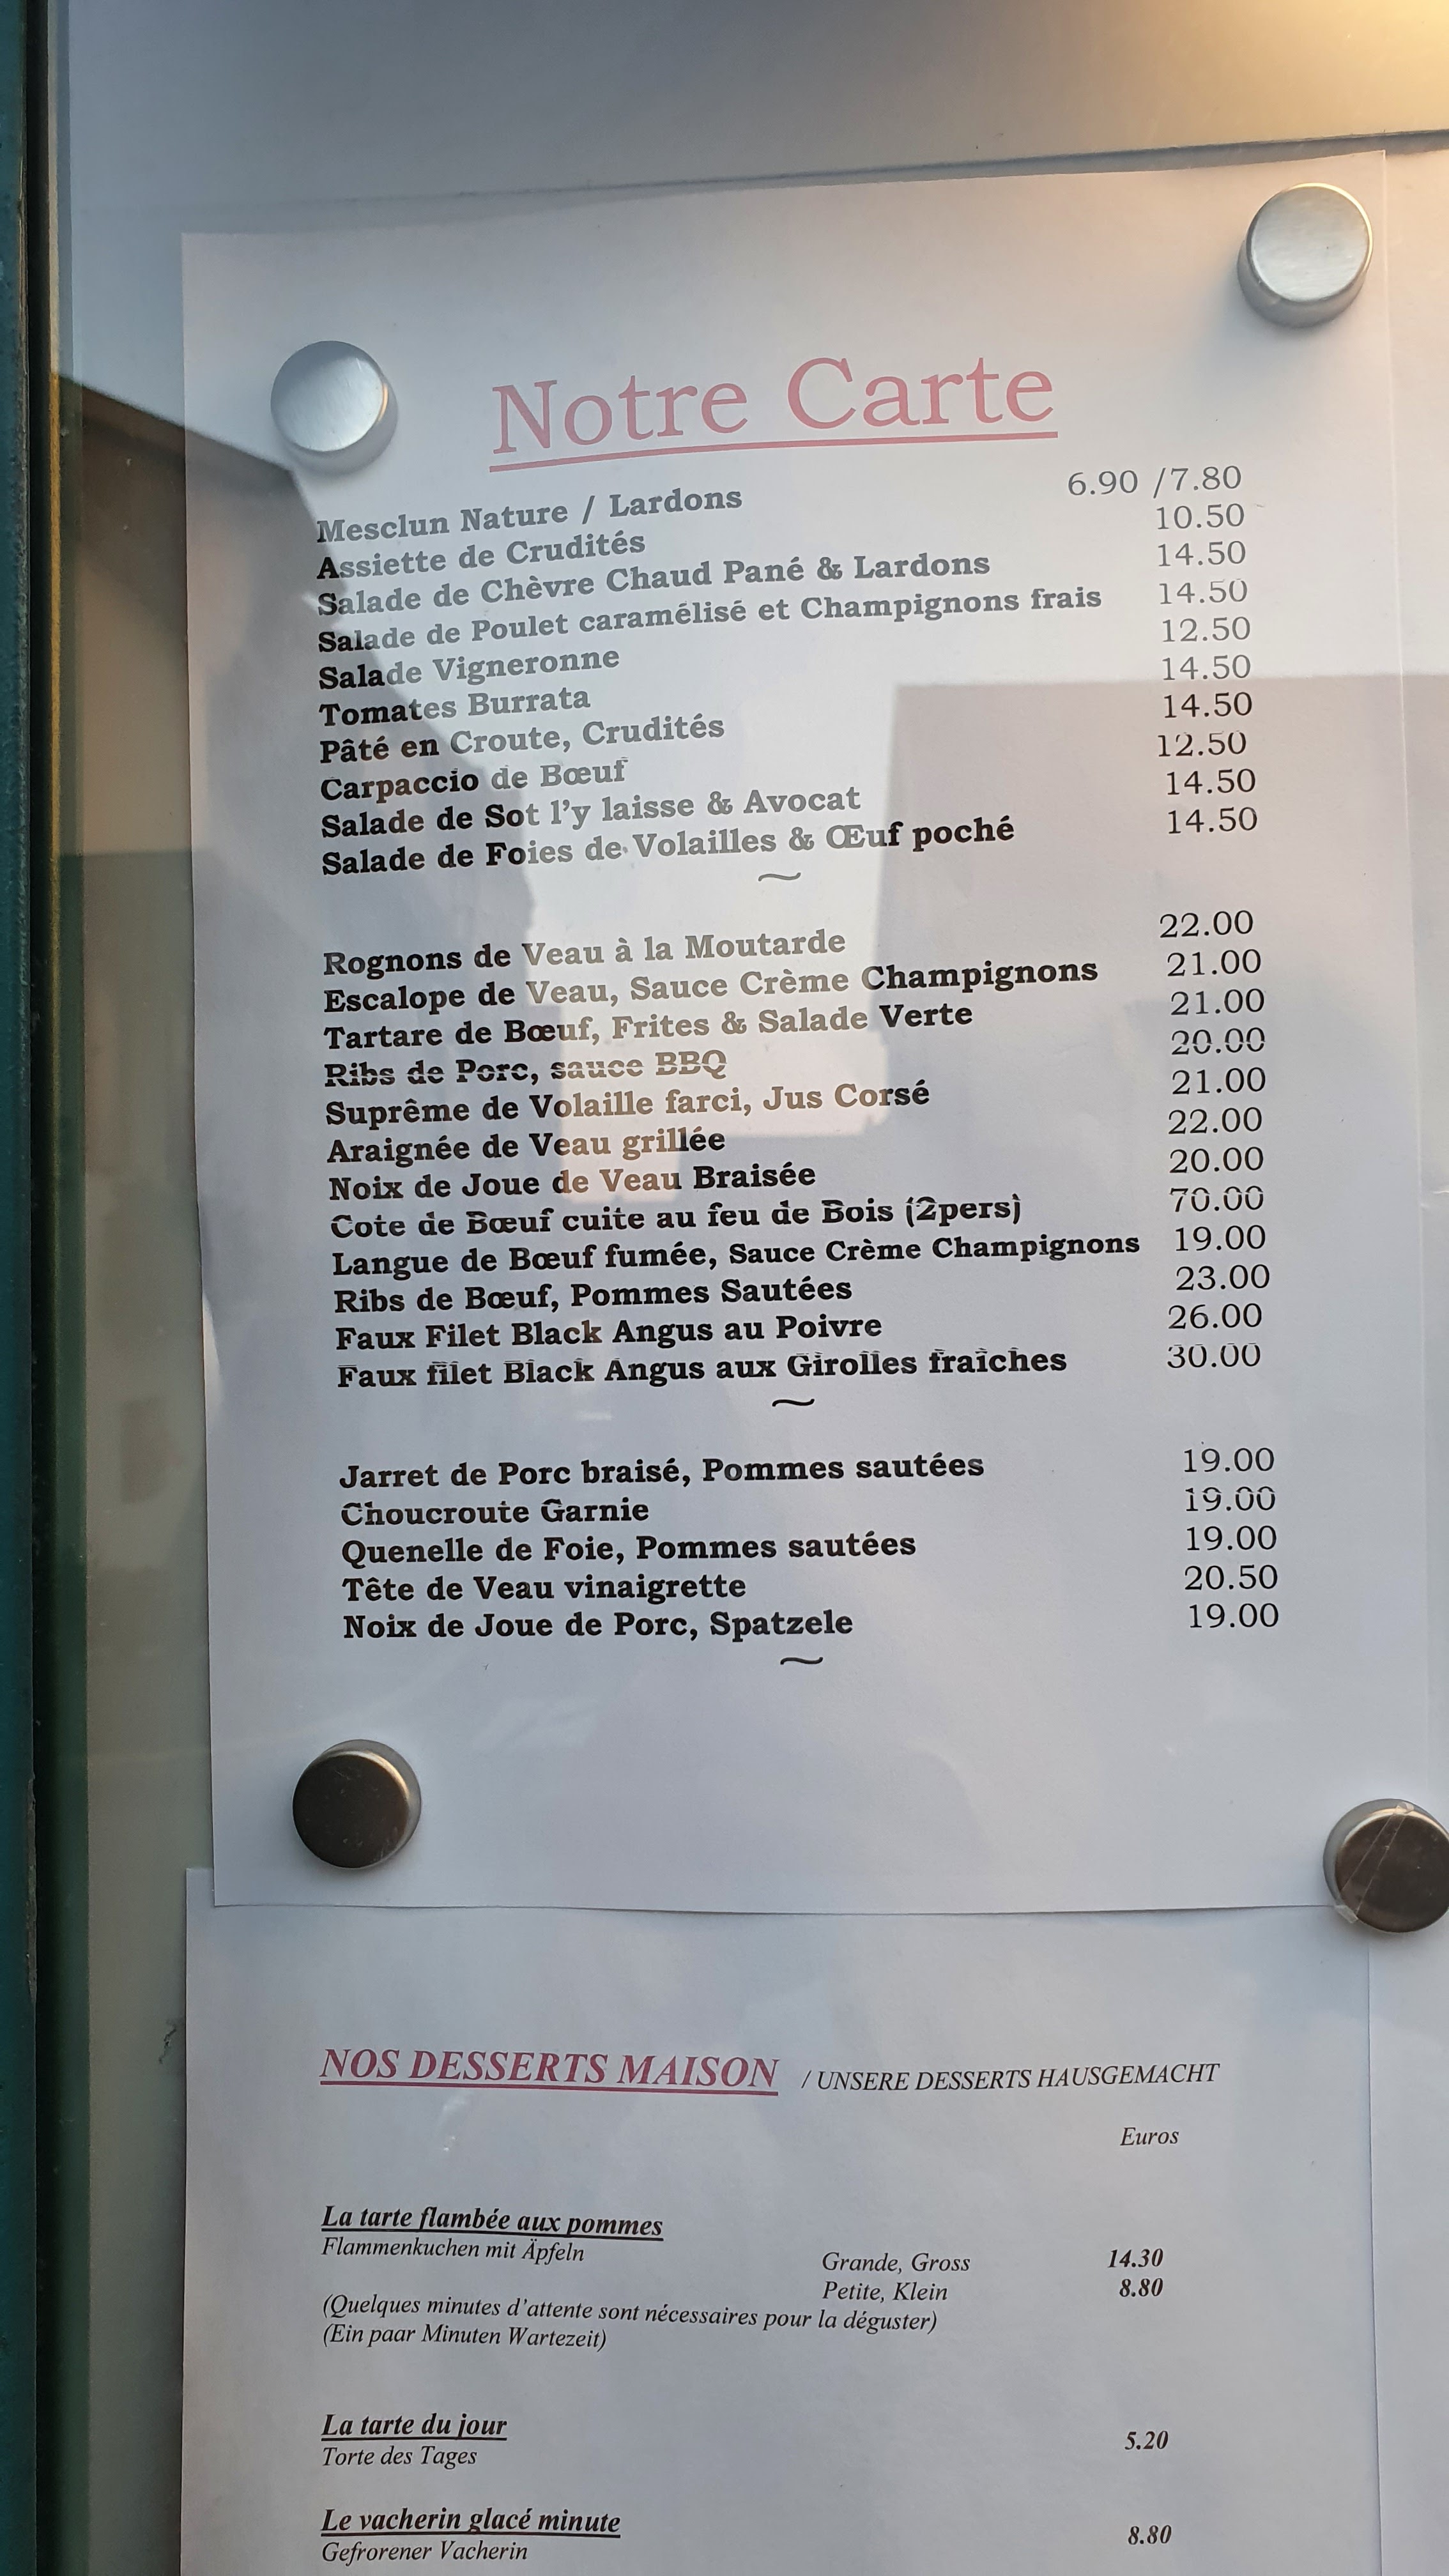 Notre Carte
Mesclun Nature / Lardons 6.90 /7.80
Assiette de Crudités 10.50
Salade de Chèvre Chaud Pané & Lardons 14.50
Salade de Poulet caramélisé et Champignons frais 14.50
Salade Vigneronne 12.50
Tomates Burrata 14.50
Pâté en Croute, Crudités 14.50
Carpaccio de Bœuf 12.50
Salade de Sot l'y laisse & Avocat 14.50
Salade de Foies de Volailles & Œuf poché 14.50
~
Rognons de Veau à la Moutarde 22.00
Escalope de Veau, Sauce Crème Champignons 21.00
Tartare de Bœuf, Frites & Salade Verte 21.00
Ribs de Porc, sauce BBQ 20.00
Suprême de Volaille farci, Jus Corsé 21.00
Araignée de Veau grillée 22.00
Noix de Joue de Veau Braisée 20.00
Cote de Bœuf cuite au feu de Bois (2pers) 70.00
Langue de Bœuf fumée, Sauce Crème Champignons 19.00
Ribs de Bœuf, Pommes Sautées 23.00
Faux Filet Black Angus au Poivre 26.00
Faux filet Black Angus aux Girolles fraîches 30.00
~
Jarret de Porc braisé, Pommes sautées 19.00
Choucroute Garnie 19.00
Quenelle de Foie, Pommes sautées 19.00
Tête de Veau vinaigrette 20.50
Noix de Joue de Porc, Spatzele 19.00
~
NOS DESSERTS MAISON / UNSERE DESSERTS HAUSGEMACHT
Euros
La tarte flambée aux pommes
Flammenkuchen mit Äpfeln
Grande, Gross 14.30
Petite, Klein 8.80
(Quelques minutes d'attente sont nécessaires pour la déguster)
(Ein paar Minuten Wartezeit)
La tarte du jour
Torte des Tages 5.20
Le vacherin glacé minute
Gefrorener Vacherin 8.80